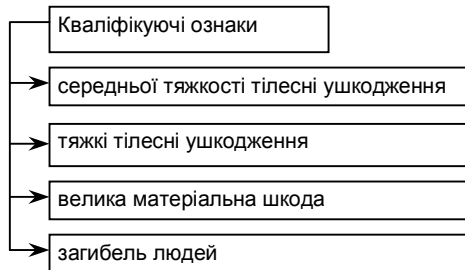 Кваліфікуючі ознаки
середньої тяжкості тілесні ушкодження
тяжкі тілесні ушкодження
велика матеріальна шкода
загибель людей